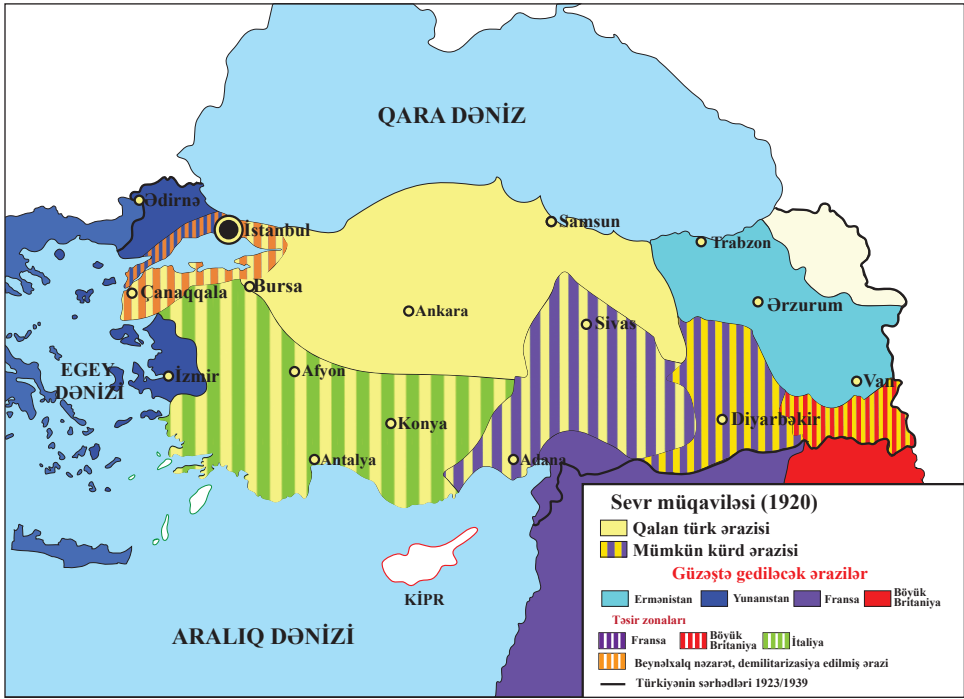 QARA DƏNİZ
Ədirnə
İstanbul
Samsun
Trabzon
Çanaqqala
Bursa
Ankara
Sivas
Ərzurum
EGEY
DƏNİZİ
İzmir
Afyon
Van
Konya
Diyarbəkir
Antalya
Adana
KİPR
ARALIQ DƏNİZİ
Sevr müqaviləsi (1920)
Qalan türk ərazisi
Mümkün kürd ərazisi
Güzəştə gediləcək ərazilər
Ermənistan
Yunanıstan
Fransa
Böyük
Britaniya
Təsir zonaları
Fransa
Böyük
Britaniya
İtaliya
Beynəlxalq nəzarət, demilitarizasiya edilmiş ərazi
Türkiyənin sərhədləri 1923/1939